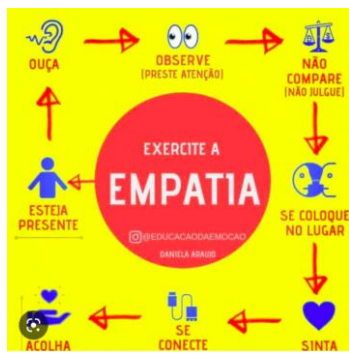 OUÇA
OBSERVE
(PRESTE ATENÇÃO)
NÃO
COMPARE
(NÃO JULGUE)
EXERCITE A
EMPATIA
@EDUCACAODAEMOCAO
DANIELA ARAUJO
ESTEJA
PRESENTE
SE COLOQUE
NO LUGAR
ACOLHA
SE
CONECTE
SINTA